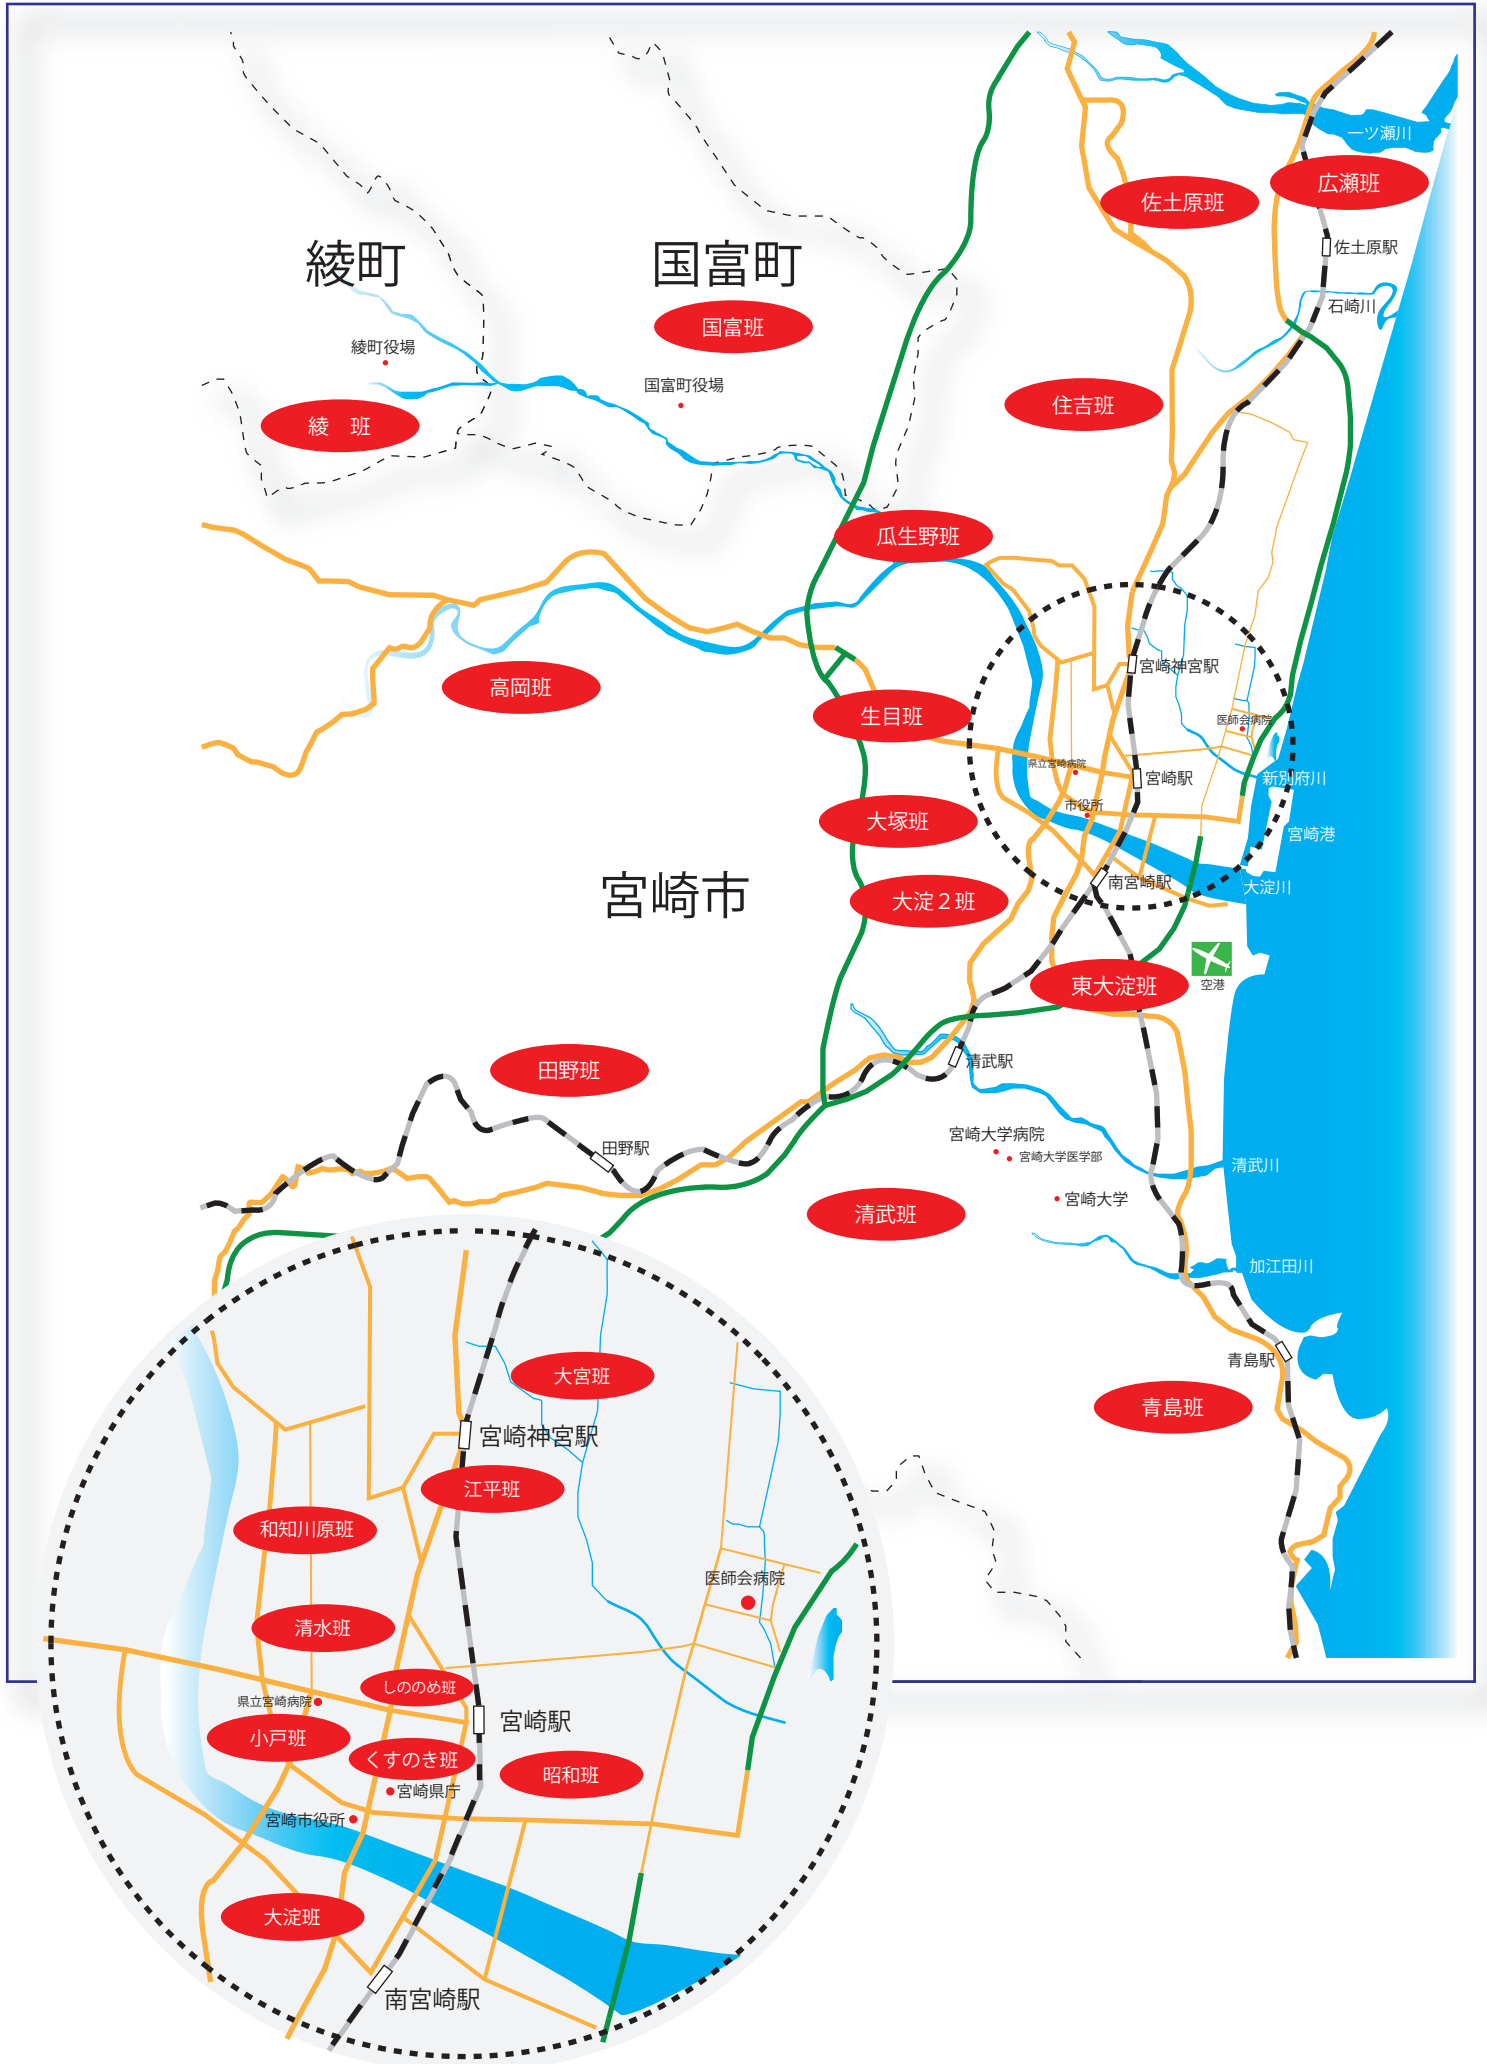 一ツ瀬川
広瀬班
佐土原班
綾町
国富町
佐土原駅
石崎川
国富班
綾町役場
国富町役場
住吉班
綾　班
瓜生野班
宮崎神宮駅
高岡班
生目班
医師会病院
県立宮崎病院
宮崎駅
新別府川
市役所
大塚班
宮崎港
宮崎市
南宮崎駅
大淀川
大淀２班
東大淀班
空港
清武駅
田野班
田野駅
宮崎大学病院
宮崎大学医学部
清武川
宮崎大学
清武班
加江田川
青島駅
青島班
大宮班
宮崎神宮駅
江平班
和知川原班
医師会病院
清水班
しののめ班
県立宮崎病院
宮崎駅
小戸班
くすのき班
昭和班
宮崎県庁
宮崎市役所
大淀班
南宮崎駅